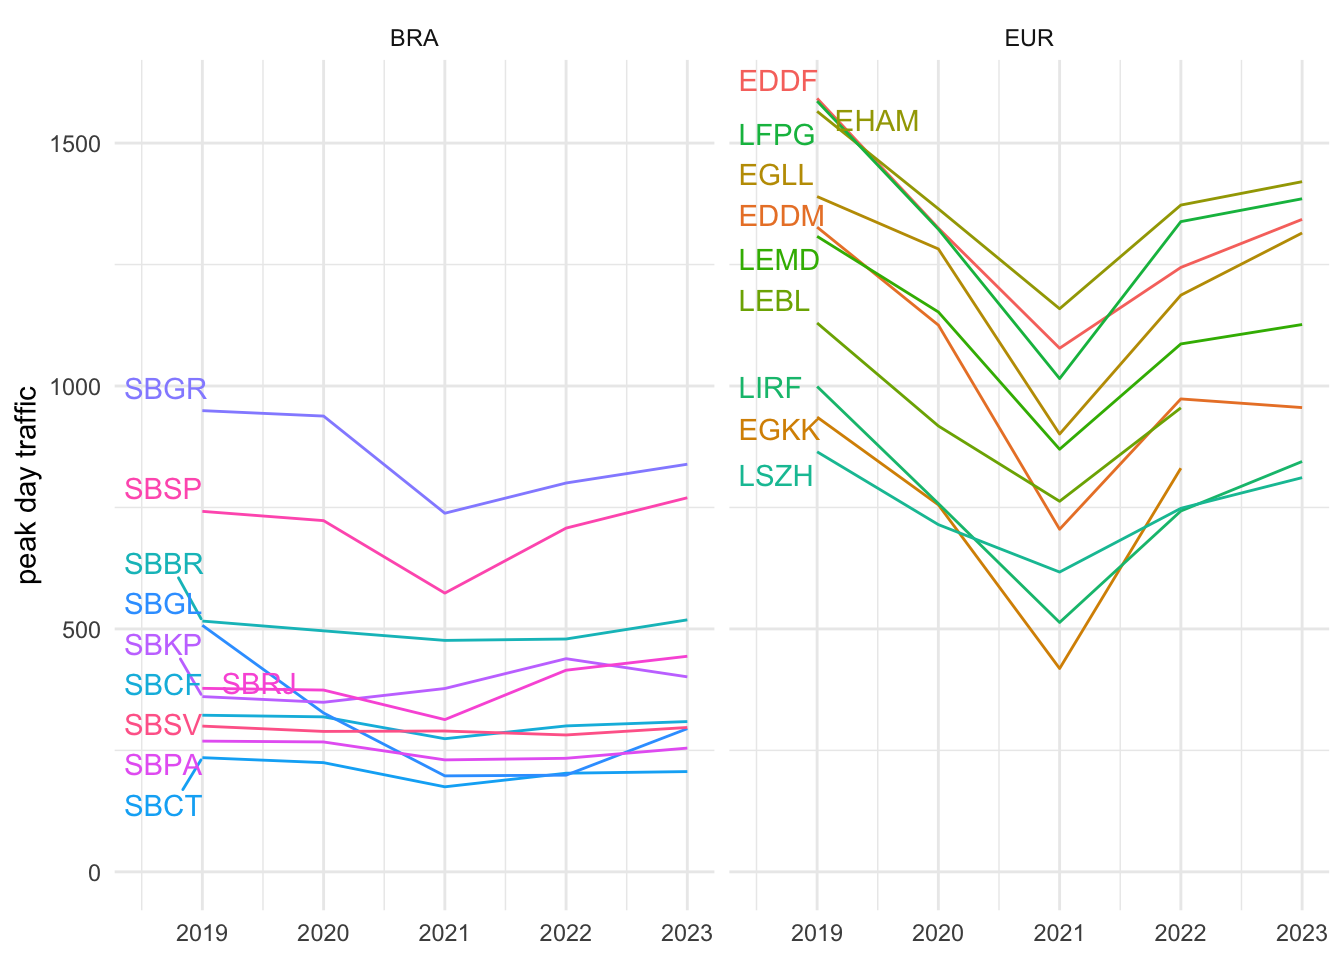 BRA
EUR
peak day traffic
1500
1000
500
0
SBGR
SBSP
SBBR
SBGL
SBKP
SBCF
SBRJ
SBSV
SBPA
SBCT
EDDF
EHAM
LFPG
EGLL
EDDM
LEMD
LEBL
LIRF
EGKK
LSZH
2019 2020 2021 2022 2023
2019 2020 2021 2022 2023